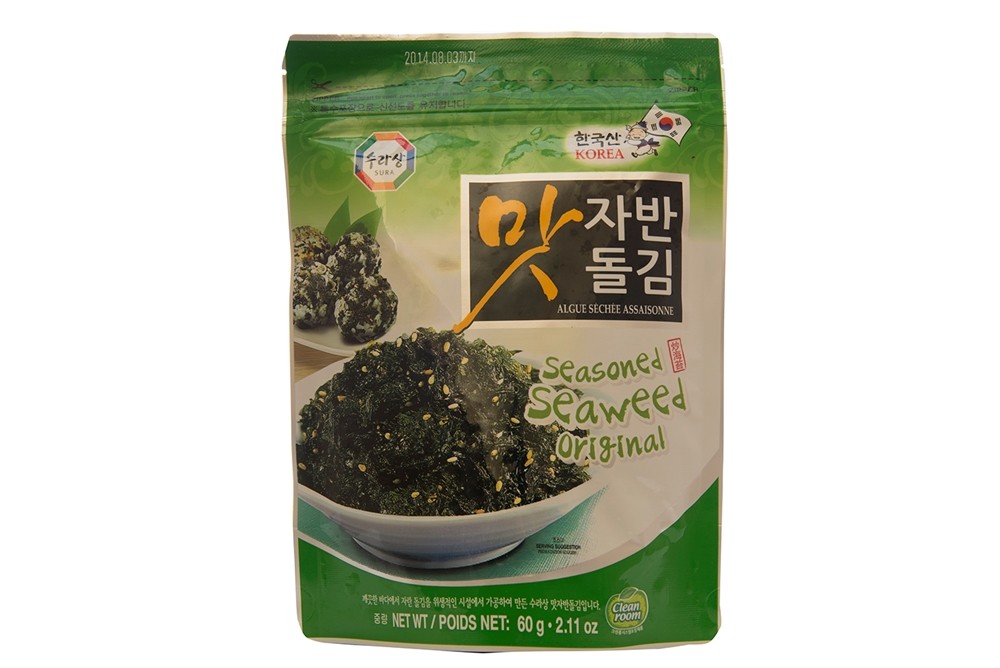 2014.08.03까지
수라상
SURA
한국산
KOREA
맛
자반
돌김
ALGUE SÉCHÉE ASSAISONNE
炒海苔
Seasoned
Seaweed
Original
SERVING SUGGESTION
깨끗한 바다에서 자란 돌김을 위생적인 시설에서 가공하여 만든 수라상 맛자반돌김입니다.
중량 NET WT / POIDS NET: 60 g • 2.11 oz
Clean
room